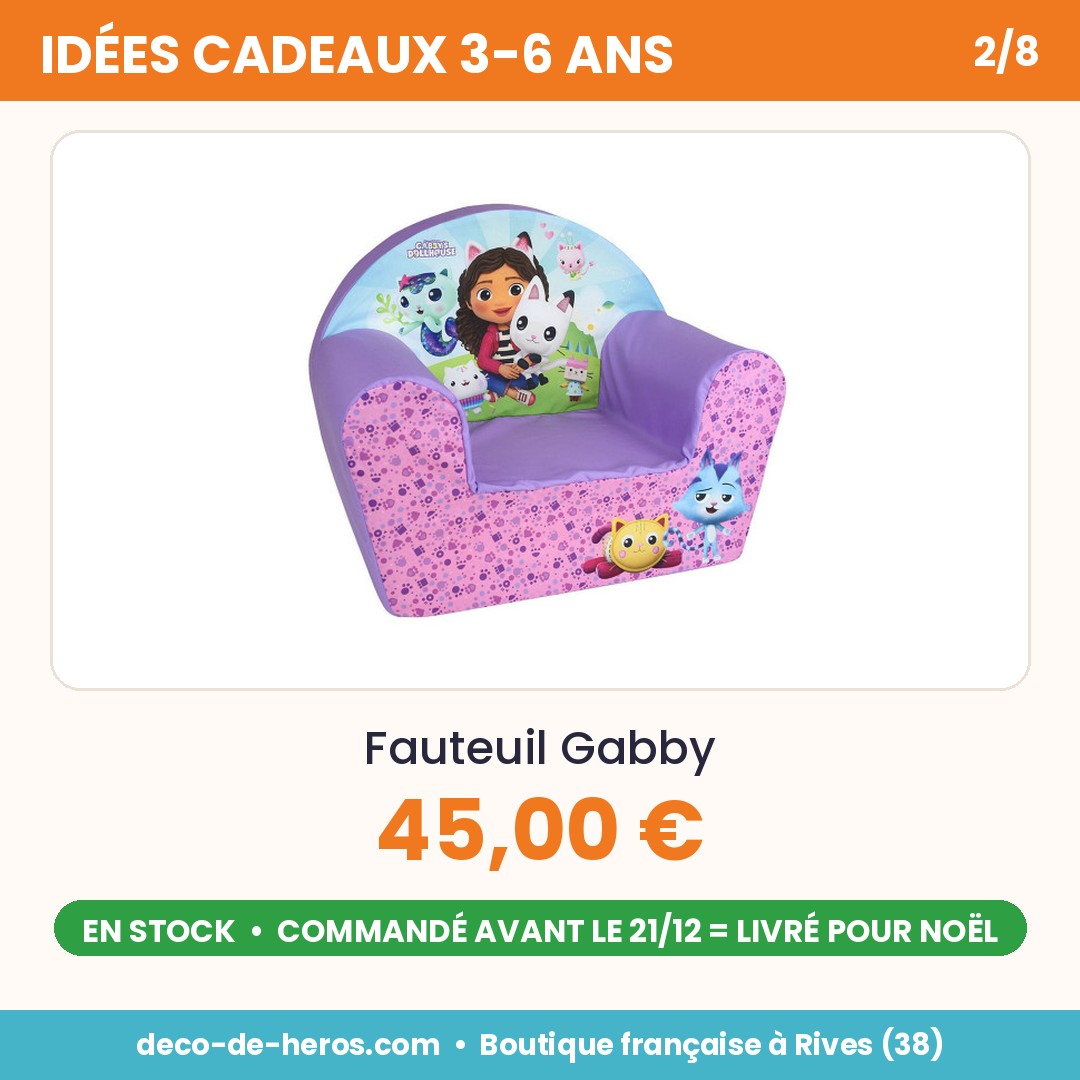 IDÉES CADEAUX 3-6 ANS
2/8
GABBY'S
DOLLHOUSE
Fauteuil Gabby
45,00 €
EN STOCK • COMMANDÉ AVANT LE 21/12 = LIVRÉ POUR NOËL
deco-de-heros.com • Boutique française à Rives (38)